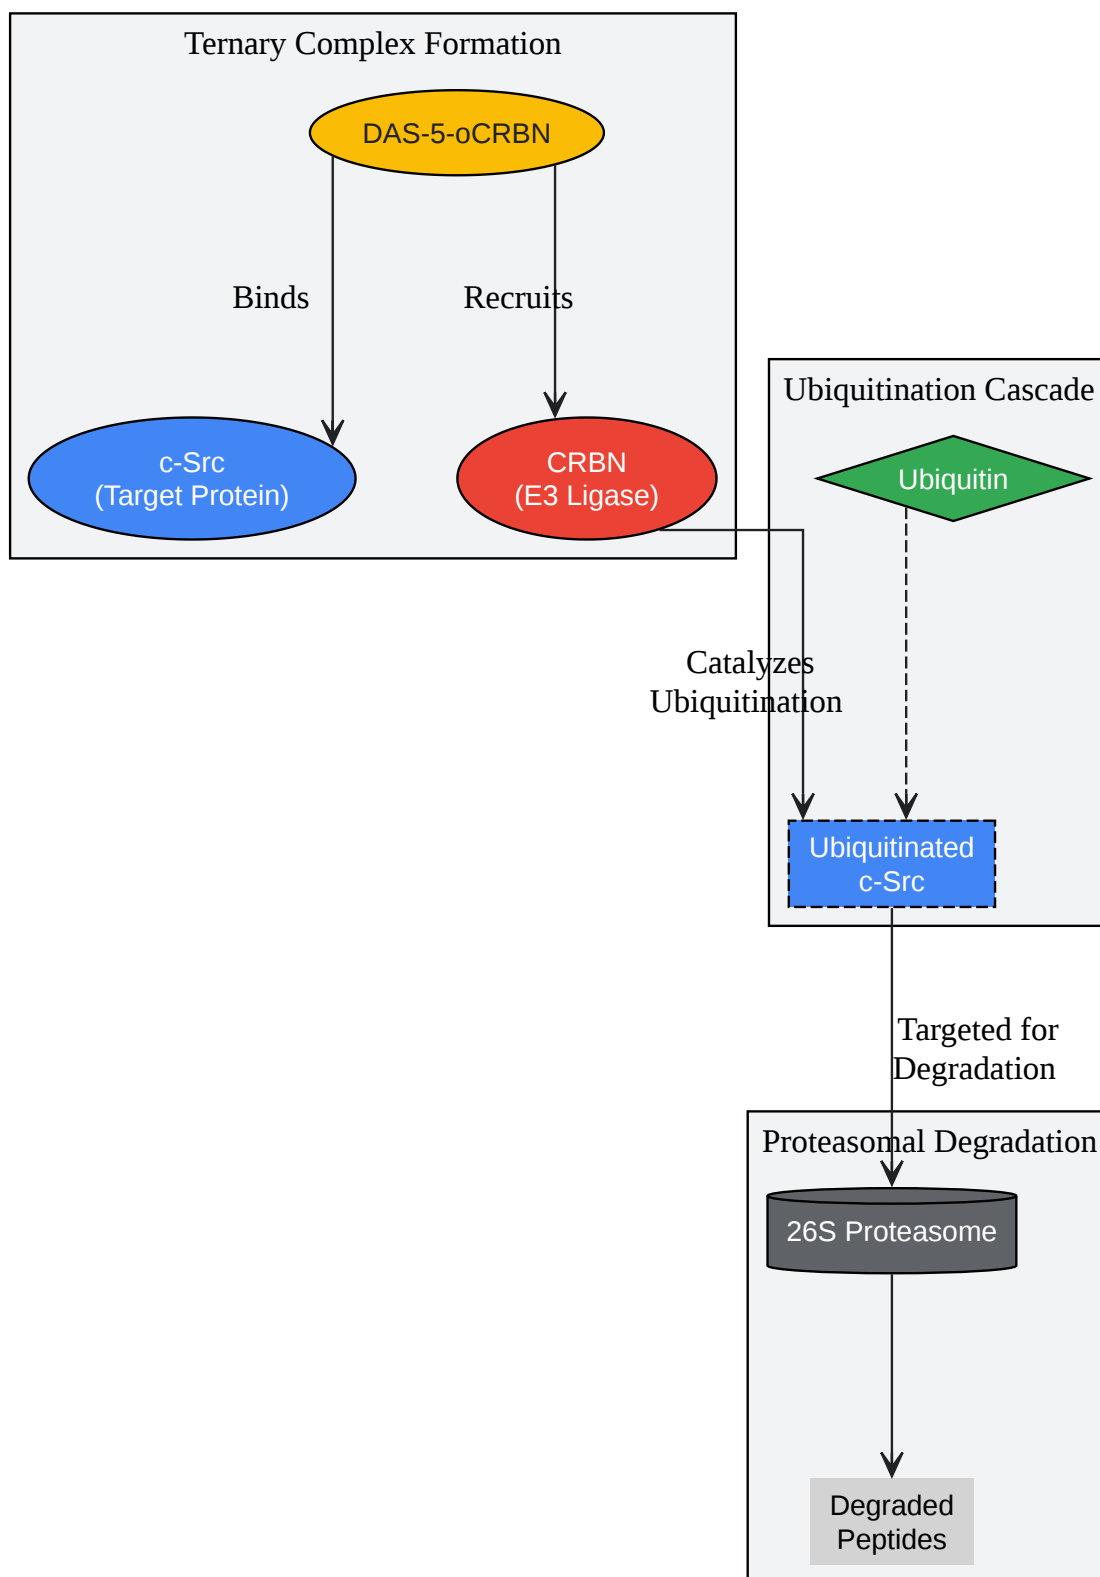 Ternary Complex Formation
DAS-5-oCRBN
Binds
Recruits
c-Src
(Target Protein)
CRBN
(E3 Ligase)
Ubiquitination Cascade
Ubiquitin
Catalyzes
Ubiquitination
Ubiquitinated
c-Src
Targeted for
Degradation
Proteasomal Degradation
26S Proteasome
Degraded
Peptides